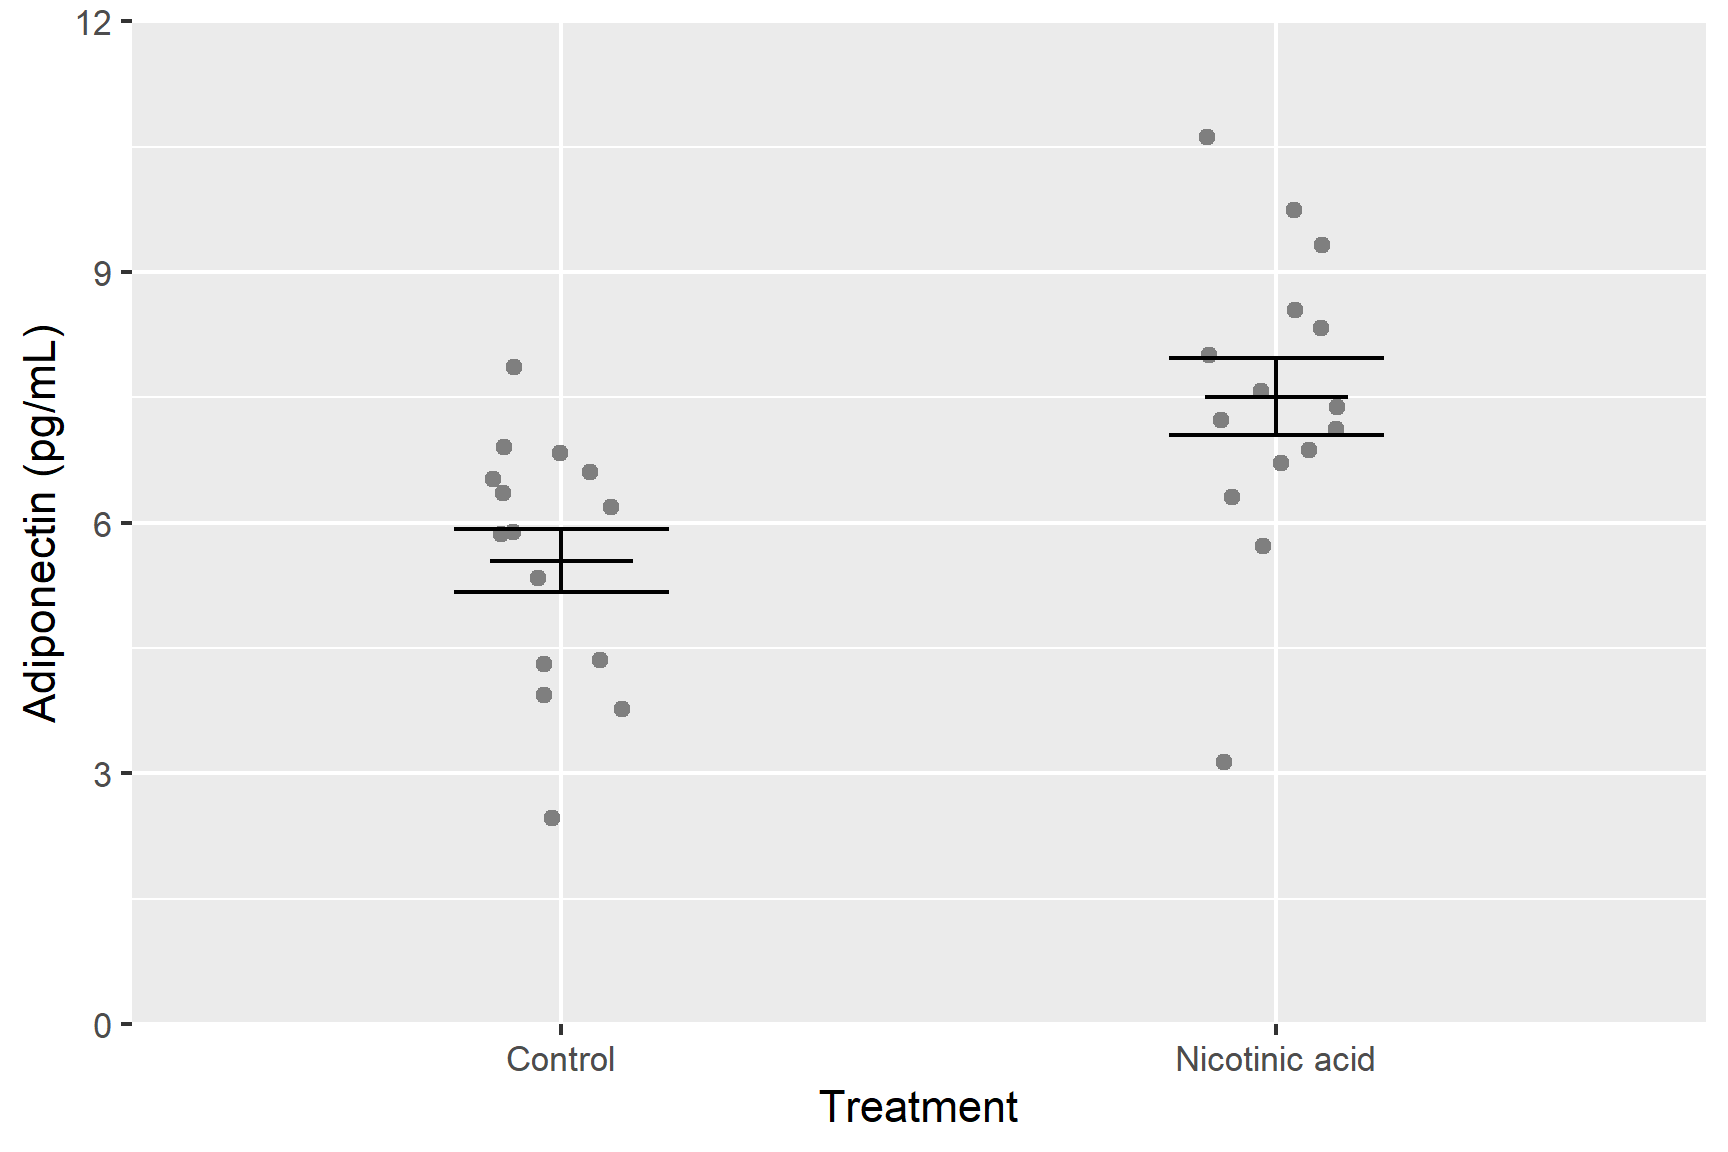 12
9
6
3
0
Adiponectin (pg/mL)
Control
Nicotinic acid
Treatment